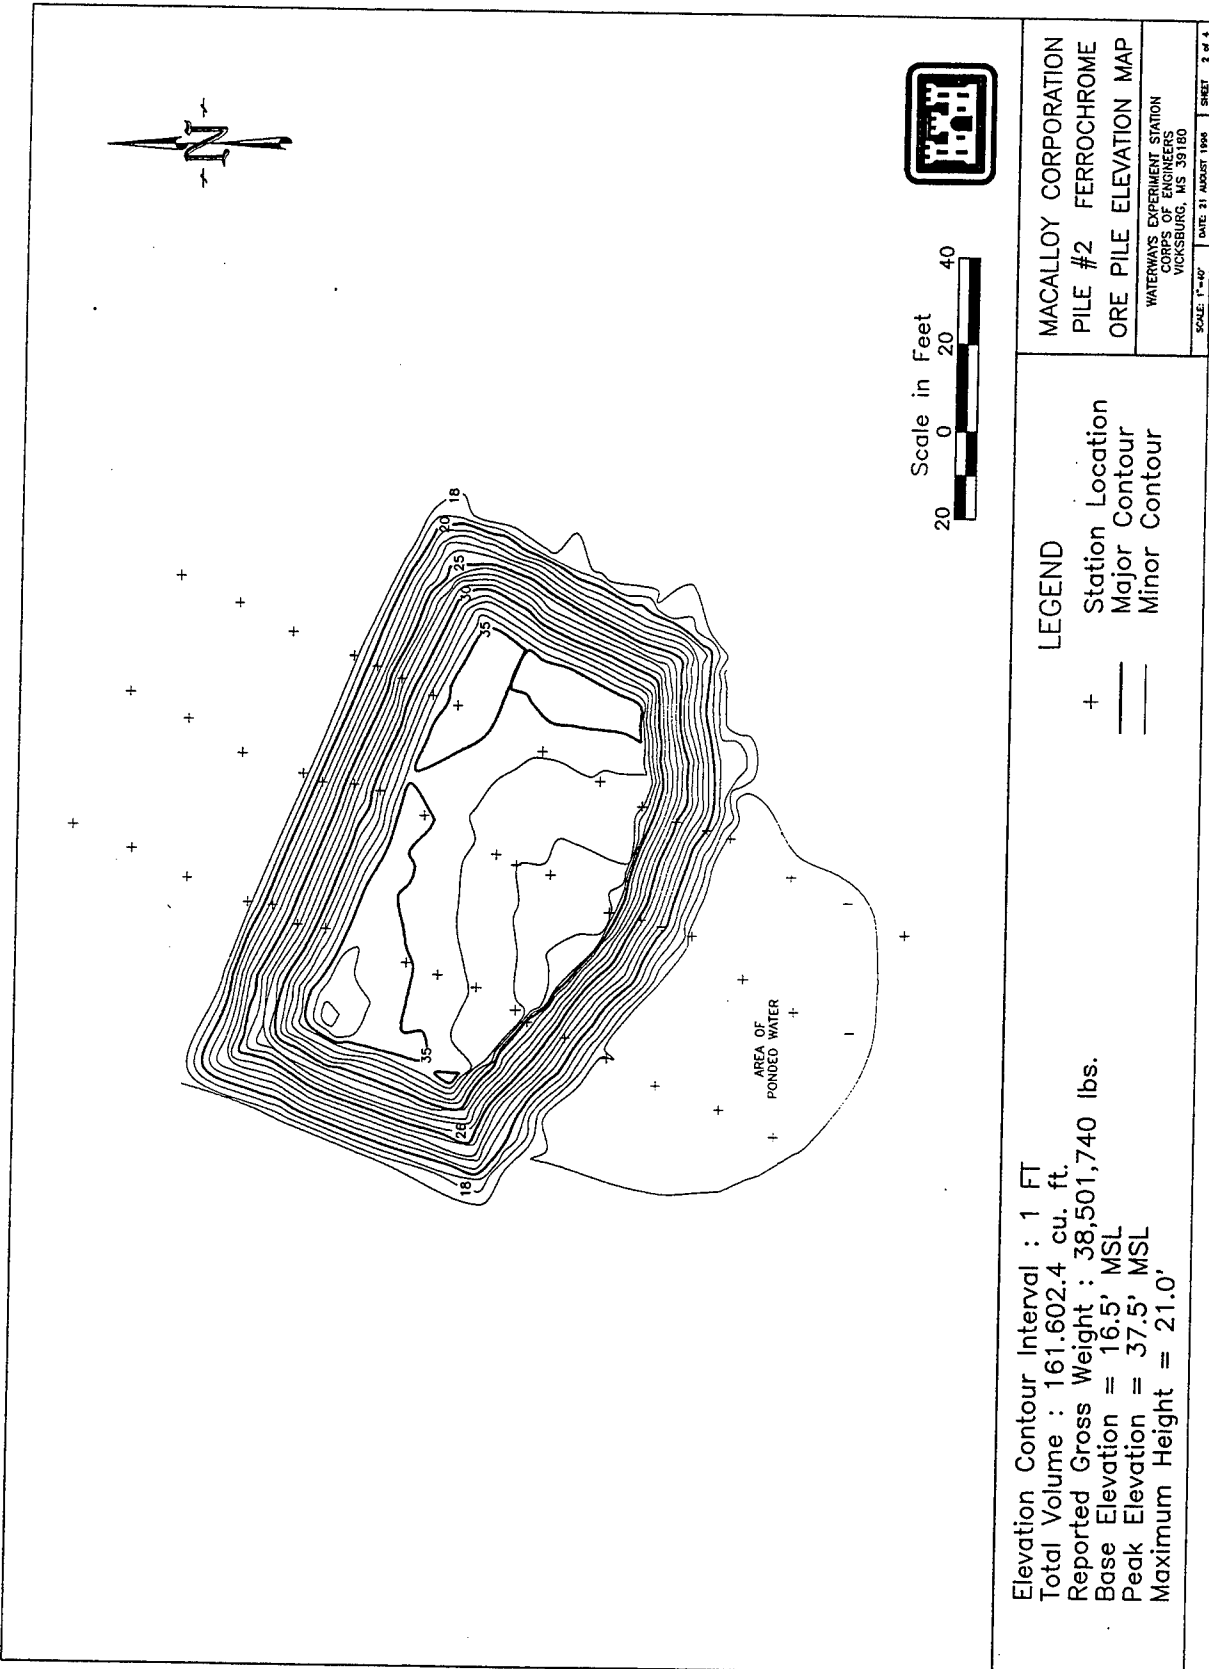 N
18
20
25
30
35
35
26
18
AREA OF
PONDED WATER
Scale in Feet
20 0 20 40
Elevation Contour Interval : 1 FT
Total Volume : 161.602.4 cu. ft.
Reported Gross Weight : 38,501,740 lbs.
Base Elevation = 16.5' MSL
Peak Elevation = 37.5' MSL
Maximum Height = 21.0'
LEGEND
+ Station Location
Major Contour
Minor Contour
MACALLOY CORPORATION
PILE #2 FERROCHROME
ORE PILE ELEVATION MAP
WATERWAYS EXPERIMENT STATION
CORPS OF ENGINEERS
VICKSBURG, MS 39180
SCALE: 1"=40' DATE: 21 AUGUST 1996 SHEET 2 of 4